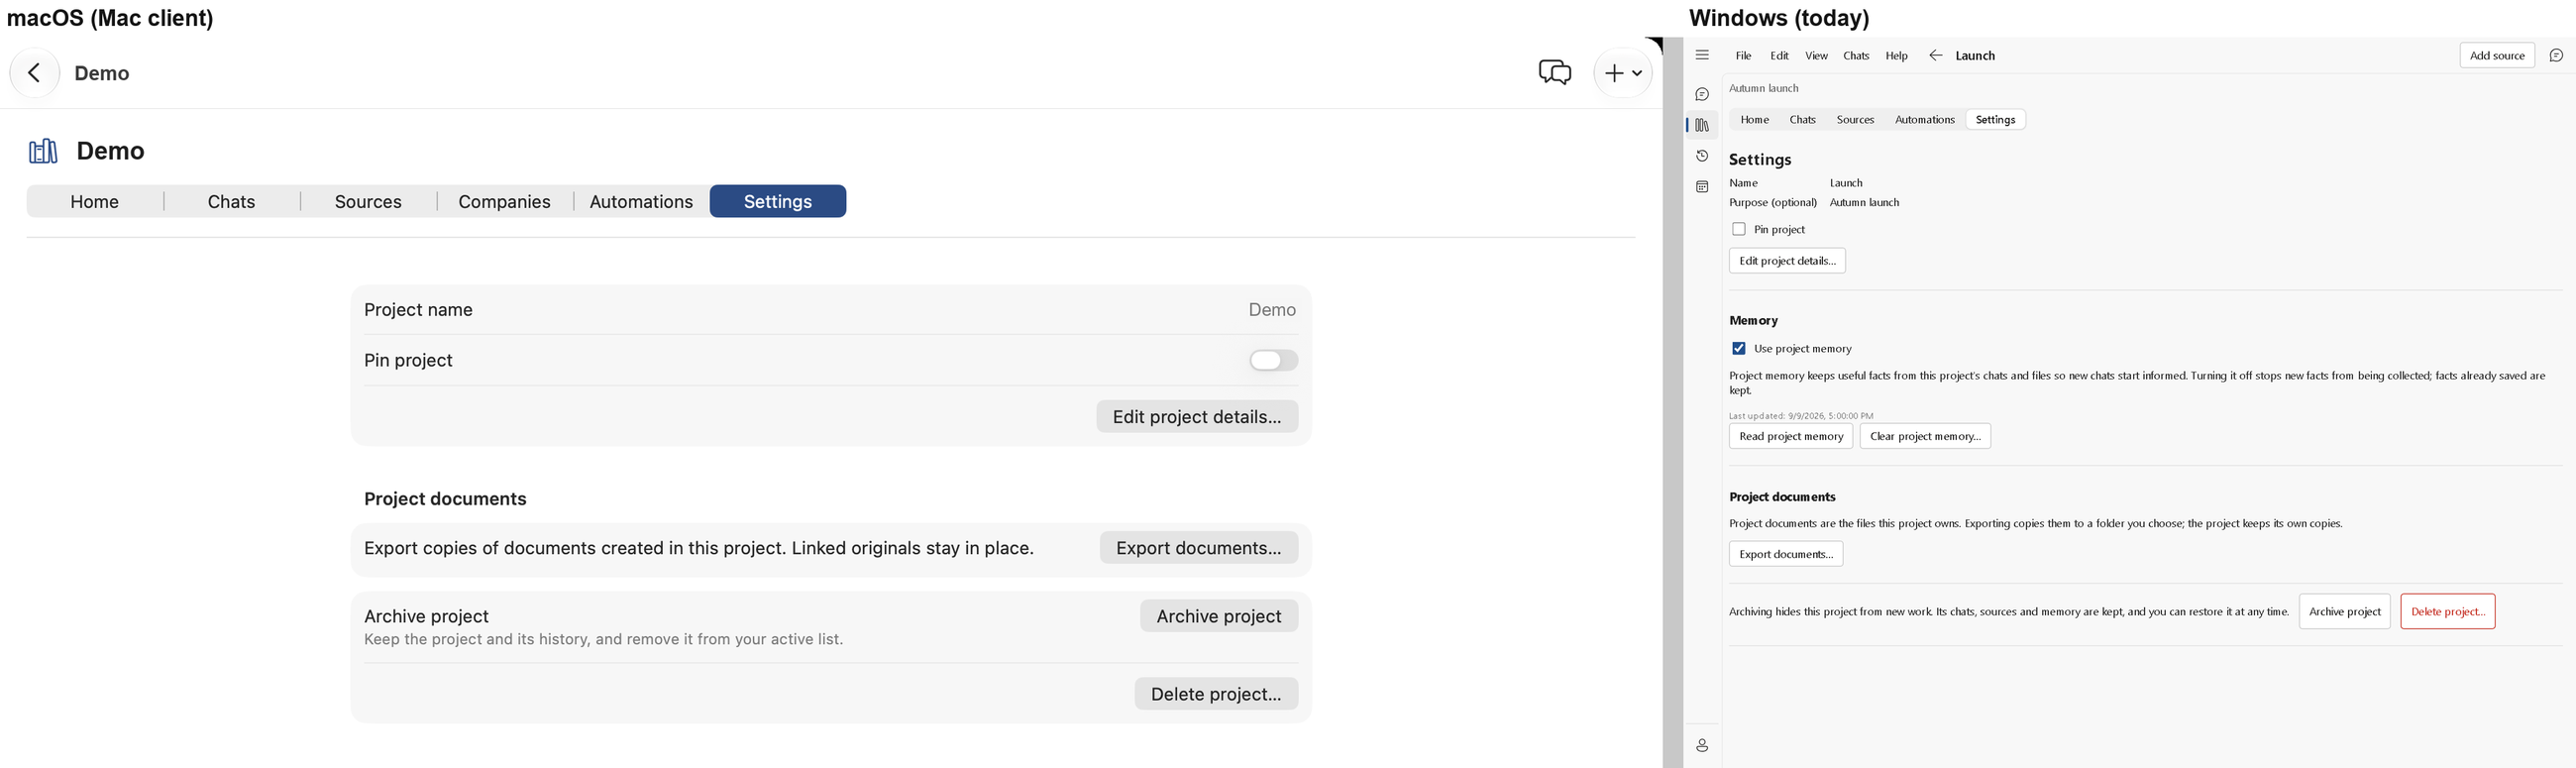 macOS (Mac client)
Demo
Demo
Home
Chats
Sources
Companies
Automations
Settings
Project name
Demo
Pin project
Edit project details...
Project documents
Export copies of documents created in this project. Linked originals stay in place.
Export documents...
Archive project
Archive project
Keep the project and its history, and remove it from your active list.
Delete project...
Windows (today)
File
Edit
View
Chats
Help
Launch
Add source
Autumn launch
Home
Chats
Sources
Automations
Settings
Settings
Name
Launch
Purpose (optional)
Autumn launch
Pin project
Edit project details...
Memory
Use project memory
Project memory keeps useful facts from this project's chats and files so new chats start informed. Turning it off stops new facts from being collected; facts already saved are
kept.
Last updated: 9/9/2026, 5:00:00 PM
Read project memory
Clear project memory...
Project documents
Project documents are the files this project owns. Exporting copies them to a folder you choose; the project keeps its own copies.
Export documents...
Archiving hides this project from new work. Its chats, sources and memory are kept, and you can restore it at any time.
Archive project
Delete project...